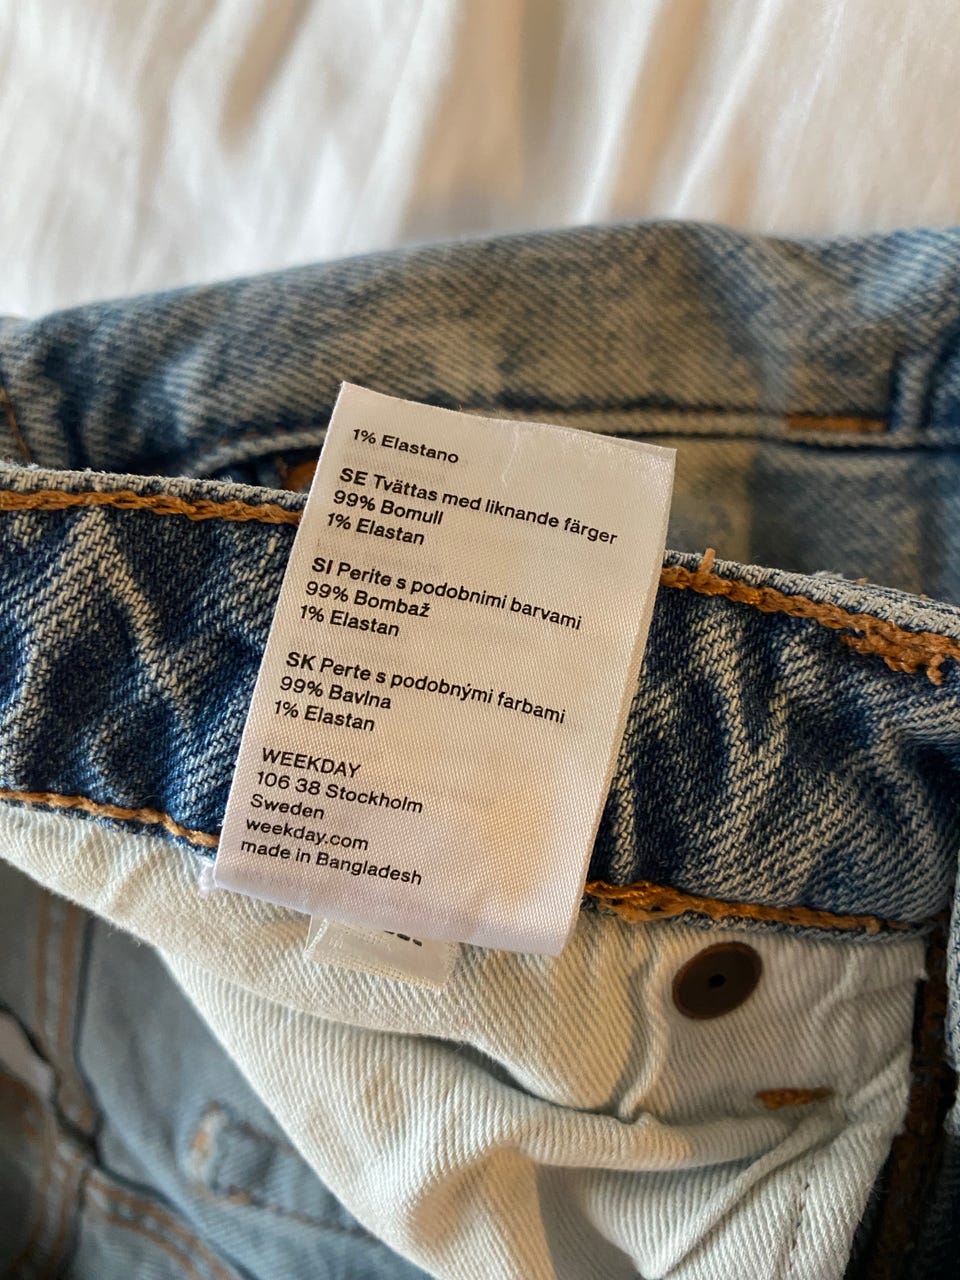 1% Elastano
SE Tvättas med liknande färger
99% Bomull
1% Elastan
SI Perite s podobnimi barvami
99% Bombaž
1% Elastan
SK Perte s podobnými farbami
99% Bavlna
1% Elastan
WEEKDAY
106 38 Stockholm
Sweden
weekday.com
made in Bangladesh